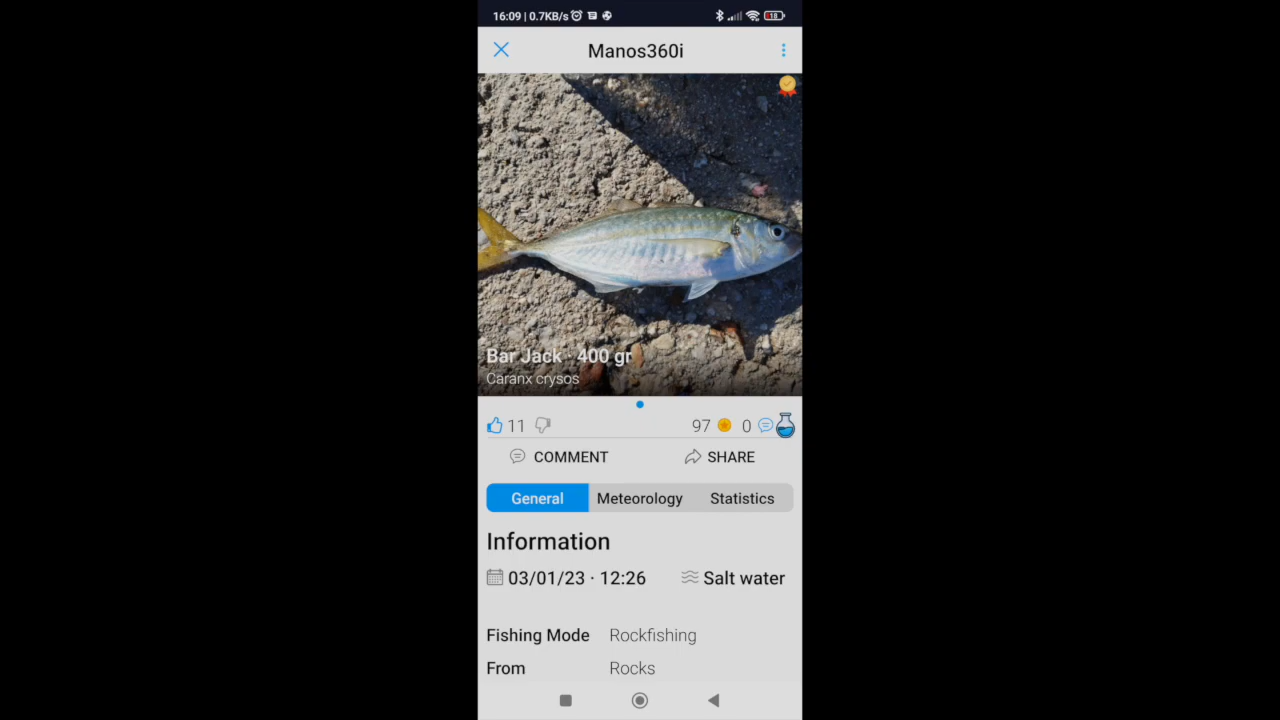 16:09 | 0.7KB/s
18
Manos360i
Bar Jack · 400 gr
Caranx crysos
11
97
0
COMMENT
SHARE
General
Meteorology
Statistics
Information
03/01/23 · 12:26
Salt water
Fishing Mode
Rockfishing
From
Rocks